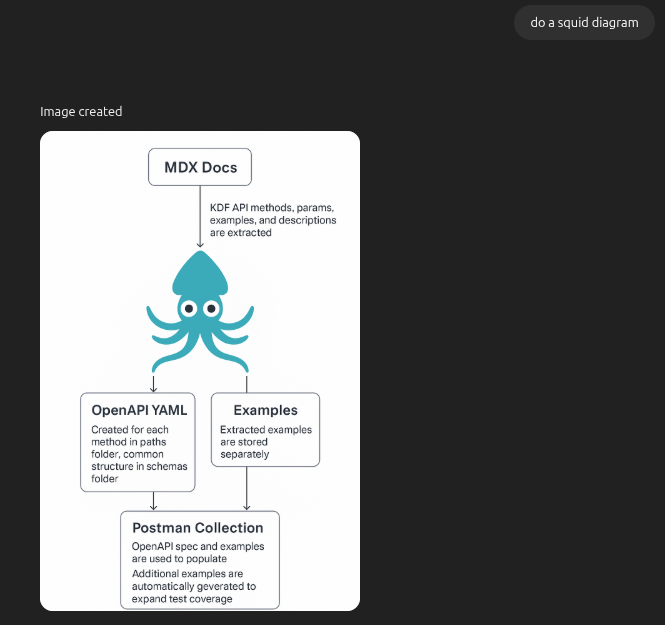 do a squid diagram
Image created
MDX Docs
KDF API methods, params,
examples, and descriptions
are extracted
OpenAPI YAML
Created for each
method in paths
folder, common
structure in schemas
folder
Examples
Extracted examples
are stored
separately
Postman Collection
OpenAPI spec and examples
are used to populate
Additional examples are
automatically geverated to
expand test coverage